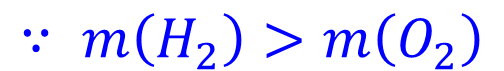 ∵ m(H₂) > m(O₂)